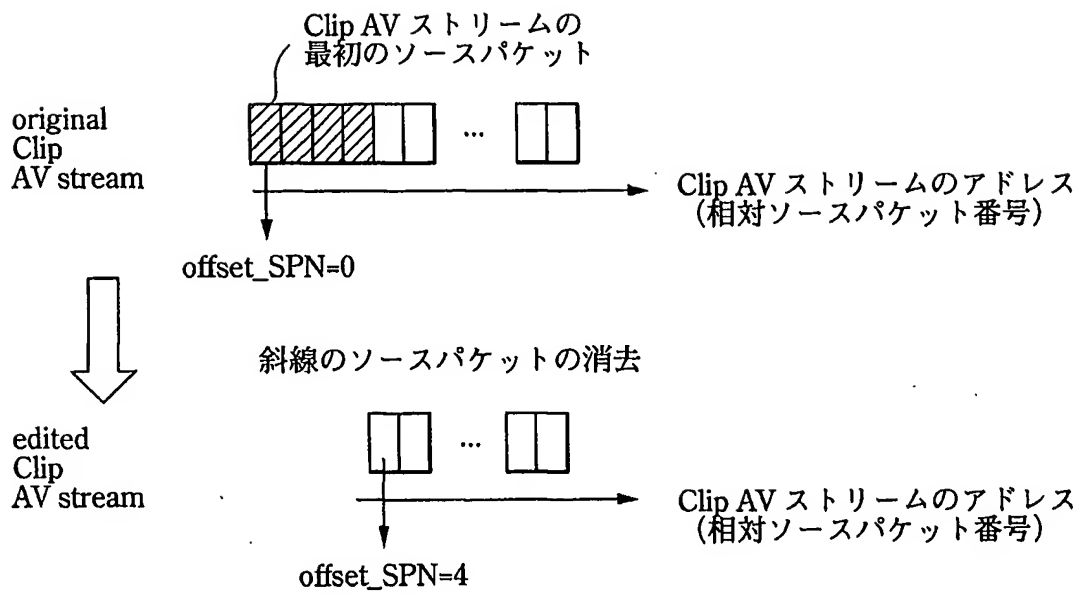 Clip AV ストリームの
最初のソースパケット
original
Clip
AV stream
...
Clip AV ストリームのアドレス
(相対ソースパケット番号)
offset_SPN=0
斜線のソースパケットの消去
edited
Clip
AV stream
...
Clip AV ストリームのアドレス
(相対ソースパケット番号)
offset_SPN=4